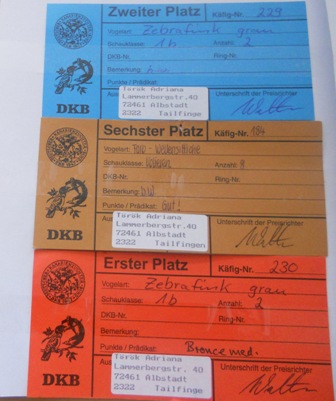 Zweiter Platz Käfig-Nr. 229
Vogelart: Zebrafink grau
Schauklasse: 1b Anzahl: 2
DKB-Nr.: Ring-Nr.:
Bemerkung: h.w.
Punkte / Prädikat:
DKB
Török Adriana
Lammerbergstr.40
72461 Albstadt
2322 Tailfinge
Unterschrift der Preisrichter
Sechster Platz Käfig-Nr. 184
Vogelart:
Schauklasse: Anzahl: 8
DKB-Nr.: Ring-Nr.:
Bemerkung: h.w.
Punkte / Prädikat: Gut!
DKB
Török Adriana
Lammerbergstr.40
72461 Albstadt
2322 Tailfingen
Unterschrift der Preisrichter
Erster Platz Käfig-Nr. 230
Vogelart: Zebrafink grau
Schauklasse: 1b Anzahl: 2
DKB-Nr.: Ring-Nr.:
Bemerkung:
Punkte / Prädikat: Bronce med.
DKB
Török Adriana
Lammerbergstr. 40
72461 Albstadt
2322 Tailfinge
Unterschrift der Preisrichter